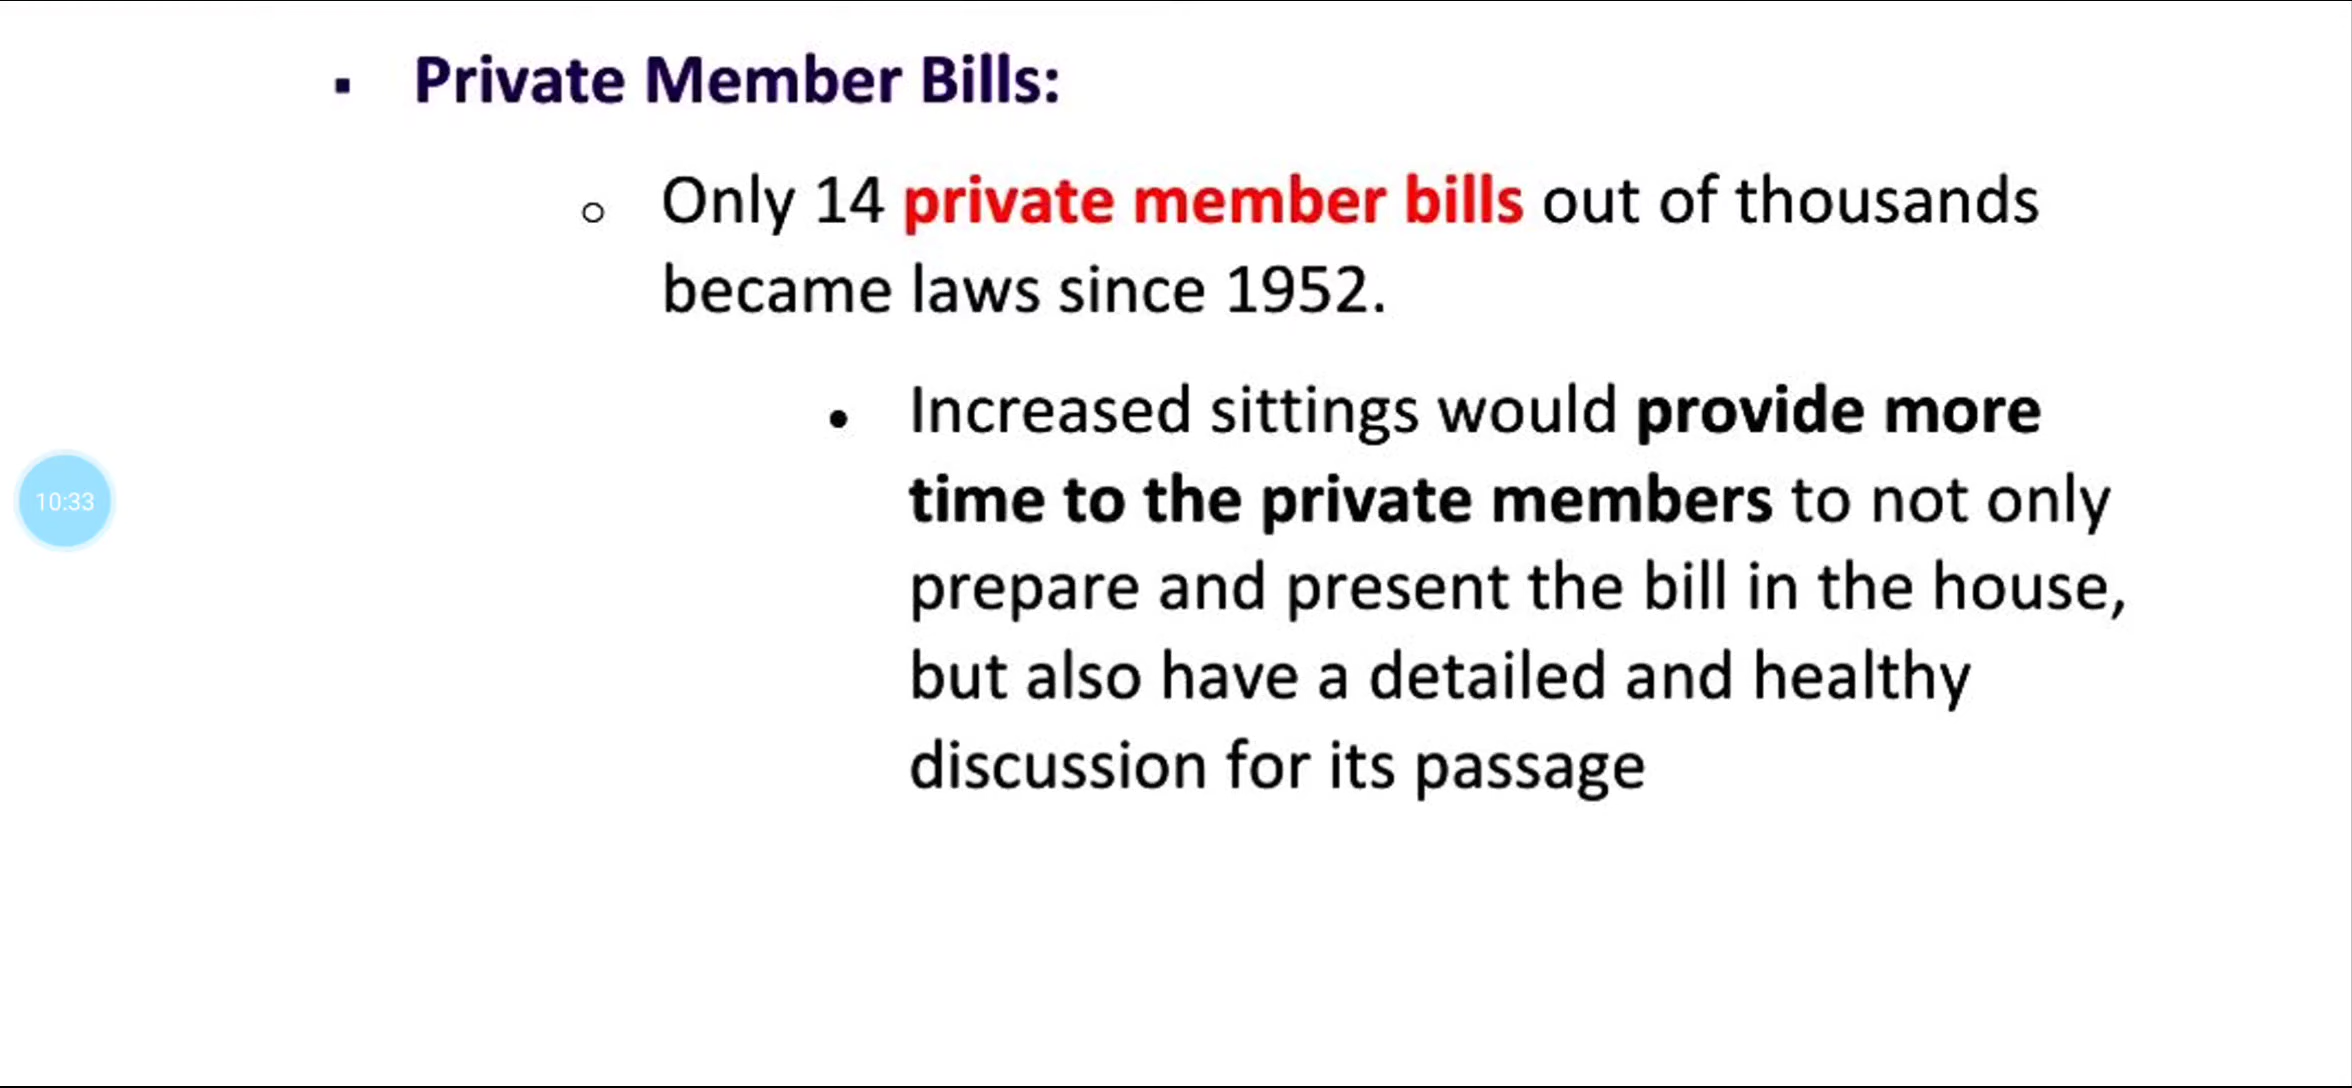 ▪ Private Member Bills:
o Only 14 private member bills out of thousands
became laws since 1952.
• Increased sittings would provide more
time to the private members to not only
10:33
prepare and present the bill in the house,
but also have a detailed and healthy
discussion for its passage